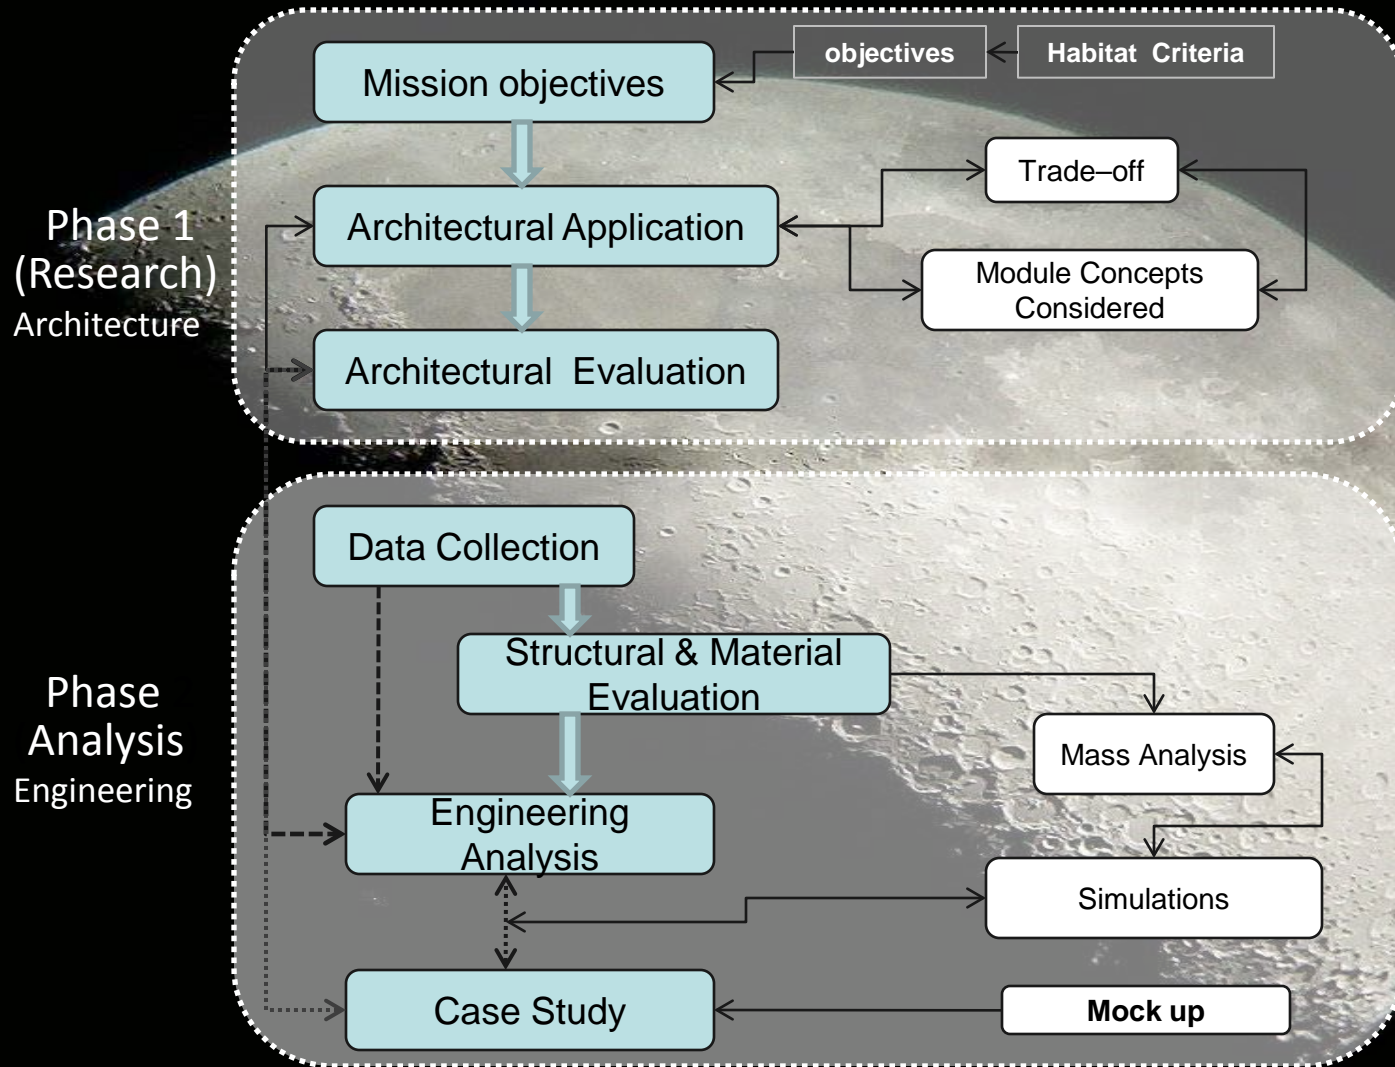 objectives
Habitat Criteria
Mission objectives
Trade–off
Phase 1
(Research)
Architecture
Architectural Application
Module Concepts
Considered
Architectural Evaluation
Data Collection
Structural & Material
Evaluation
Phase
Analysis
Engineering
Mass Analysis
Engineering
Analysis
Simulations
Case Study
Mock up